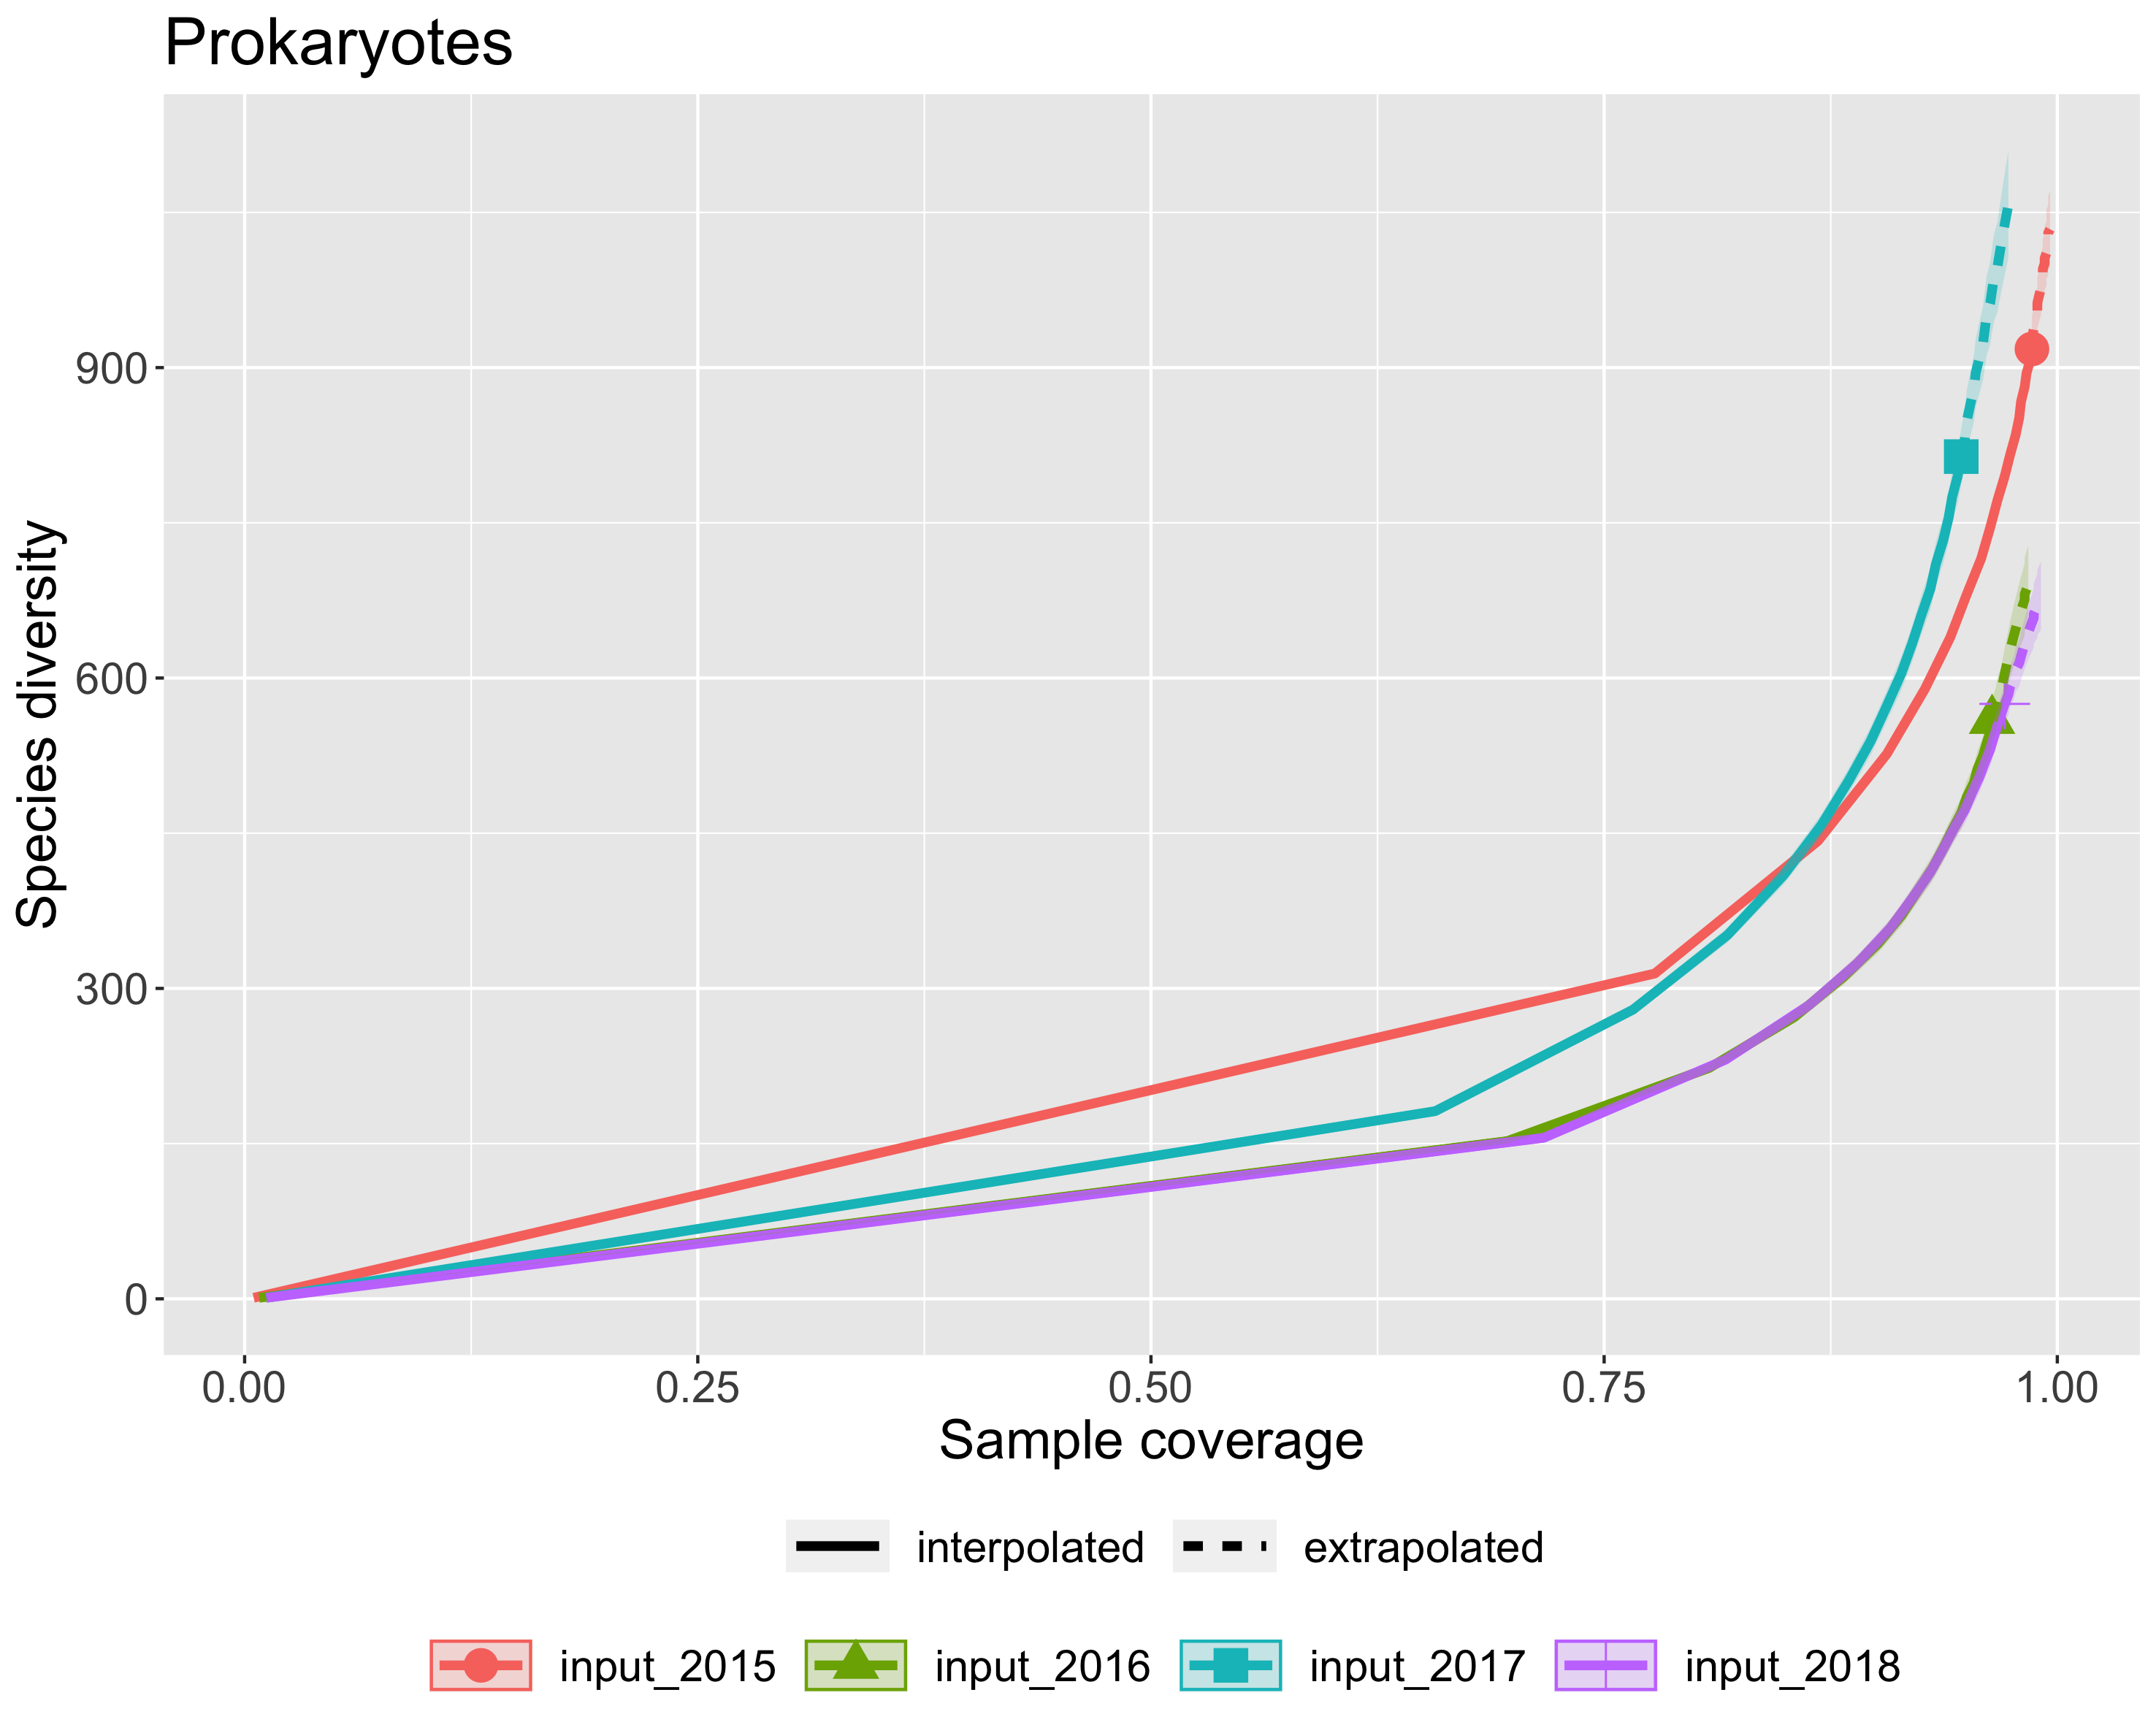 Prokaryotes
Species diversity
900
600
300
0
0.00 0.25 0.50 0.75 1.00
Sample coverage
interpolated extrapolated
input_2015 input_2016 input_2017 input_2018